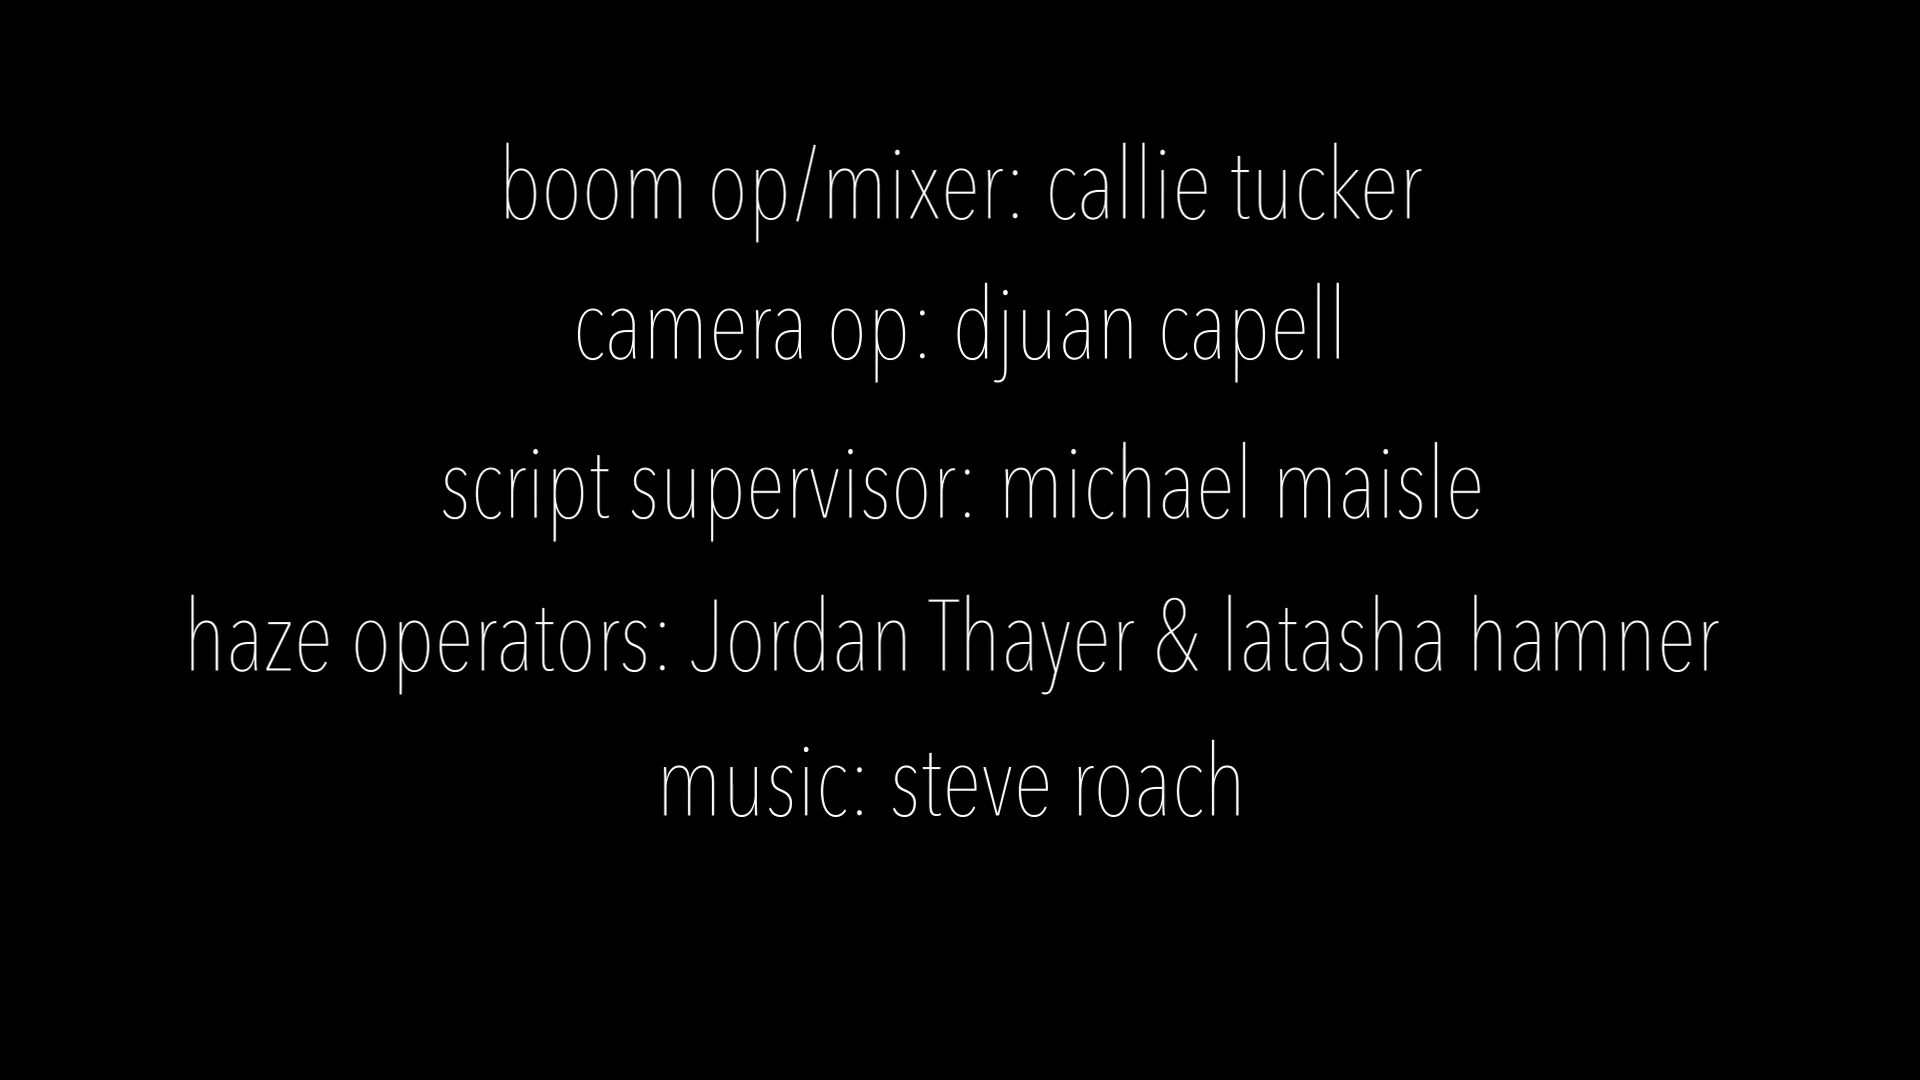 boom op/mixer: callie tucker
camera op: djuan capell
script supervisor: michael maisle
haze operators: Jordan Thayer & latasha hamner
music: steve roach